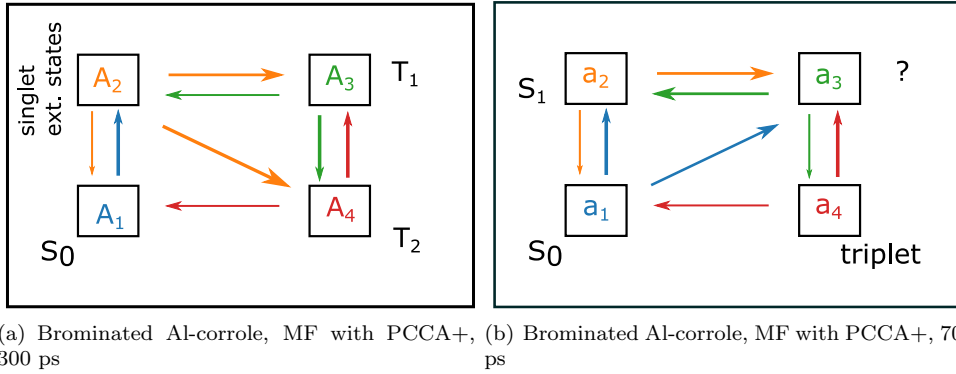 singlet
ext. states
A2
A3
T1
A1
A4
S0
T2
S1
a2
a3
?
a1
a4
S0
triplet
(a) Brominated Al-corrole, MF with PCCA+,
300 ps
(b) Brominated Al-corrole, MF with PCCA+, 70
ps